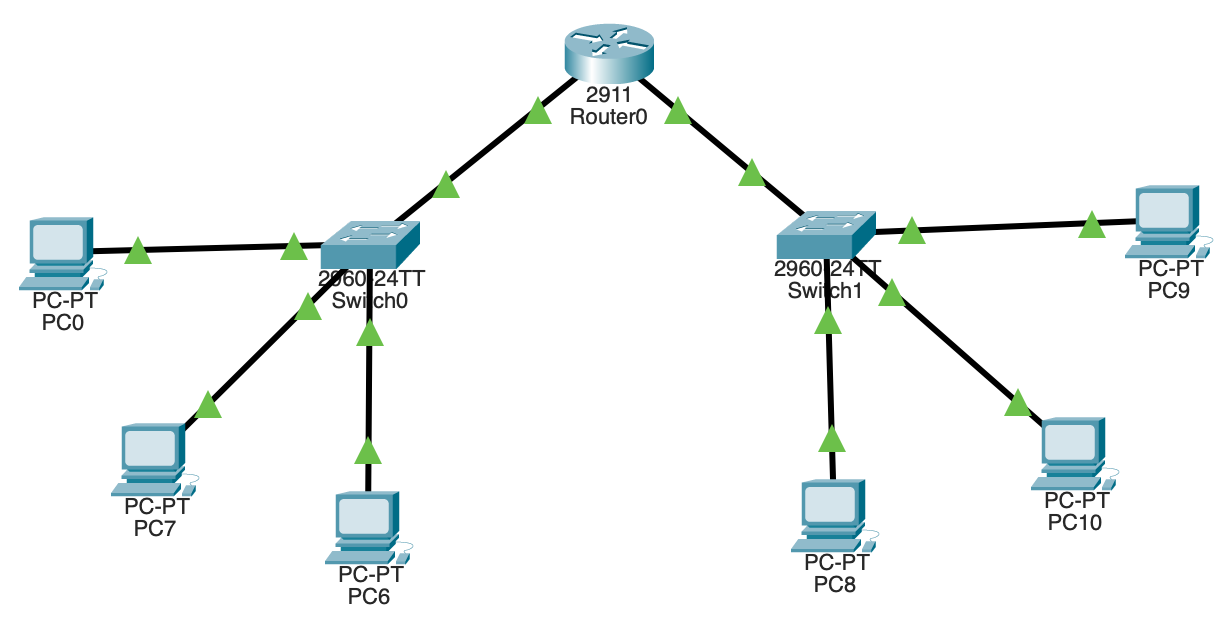 2911
Router0
2960-24TT
Switch0
2960-24TT
Switch1
PC-PT
PC0
PC-PT
PC9
PC-PT
PC7
PC-PT
PC10
PC-PT
PC6
PC-PT
PC8